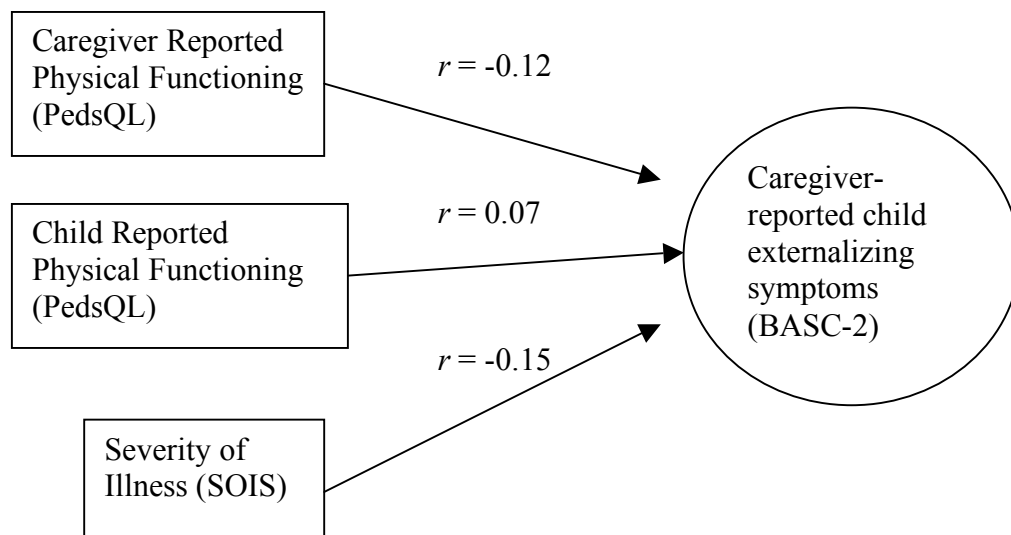 Caregiver Reported
Physical Functioning
(PedsQL)
r = -0.12
Child Reported
Physical Functioning
(PedsQL)
r = 0.07
Severity of
Illness (SOIS)
r = -0.15
Caregiver-
reported child
externalizing
symptoms
(BASC-2)